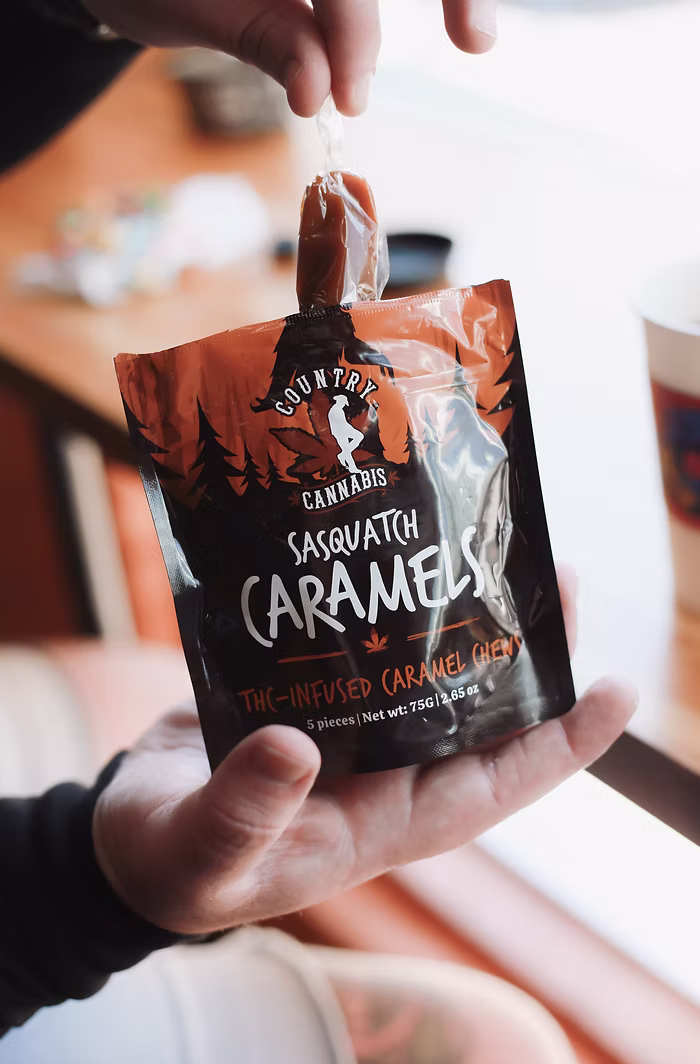 COUNTRY
CANNABIS
SASQUATCH
CARAMELS
THC-INFUSED CARAMEL CHEWS
5 pieces | Net wt: 75G | 2.65 oz